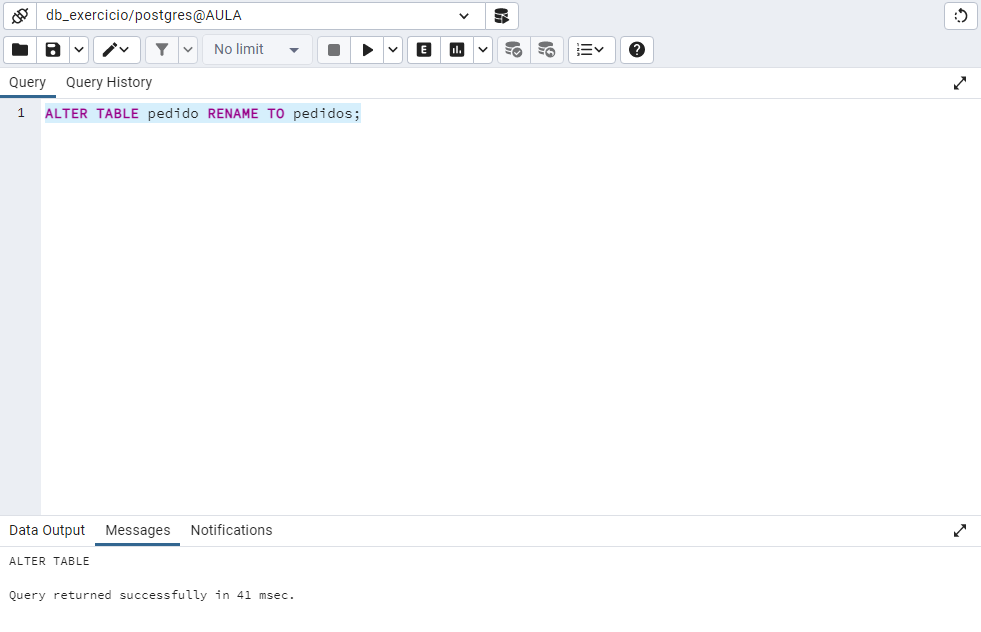 db_exercicio/postgres@AULA
No limit
E
Query Query History
1 ALTER TABLE pedido RENAME TO pedidos;
Data Output Messages Notifications
ALTER TABLE
Query returned successfully in 41 msec.